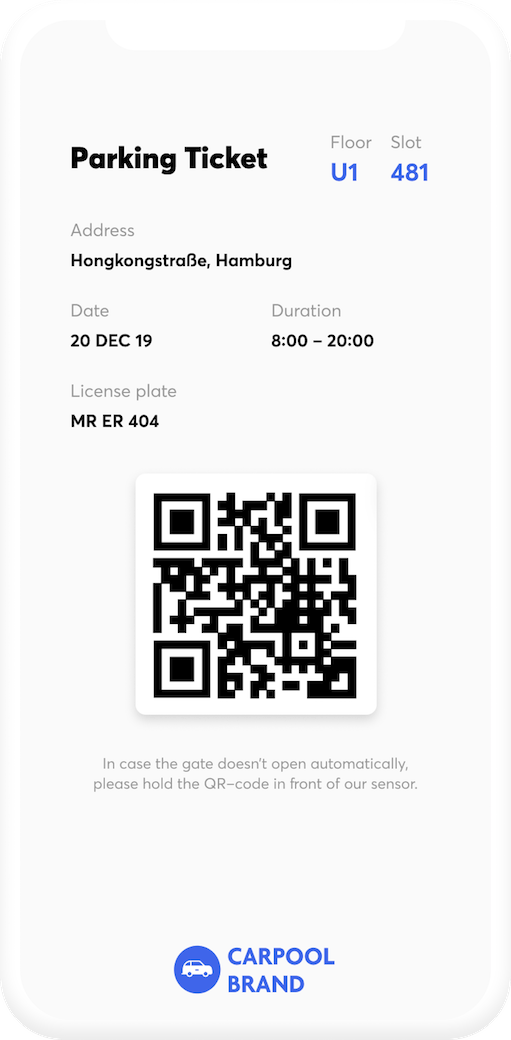 Parking Ticket
Floor Slot
U1 481
Address
Hongkongstraße, Hamburg
Date Duration
20 DEC 19 8:00 – 20:00
License plate
MR ER 404
In case the gate doesn't open automatically,
please hold the QR–code in front of our sensor.
CARPOOL
BRAND